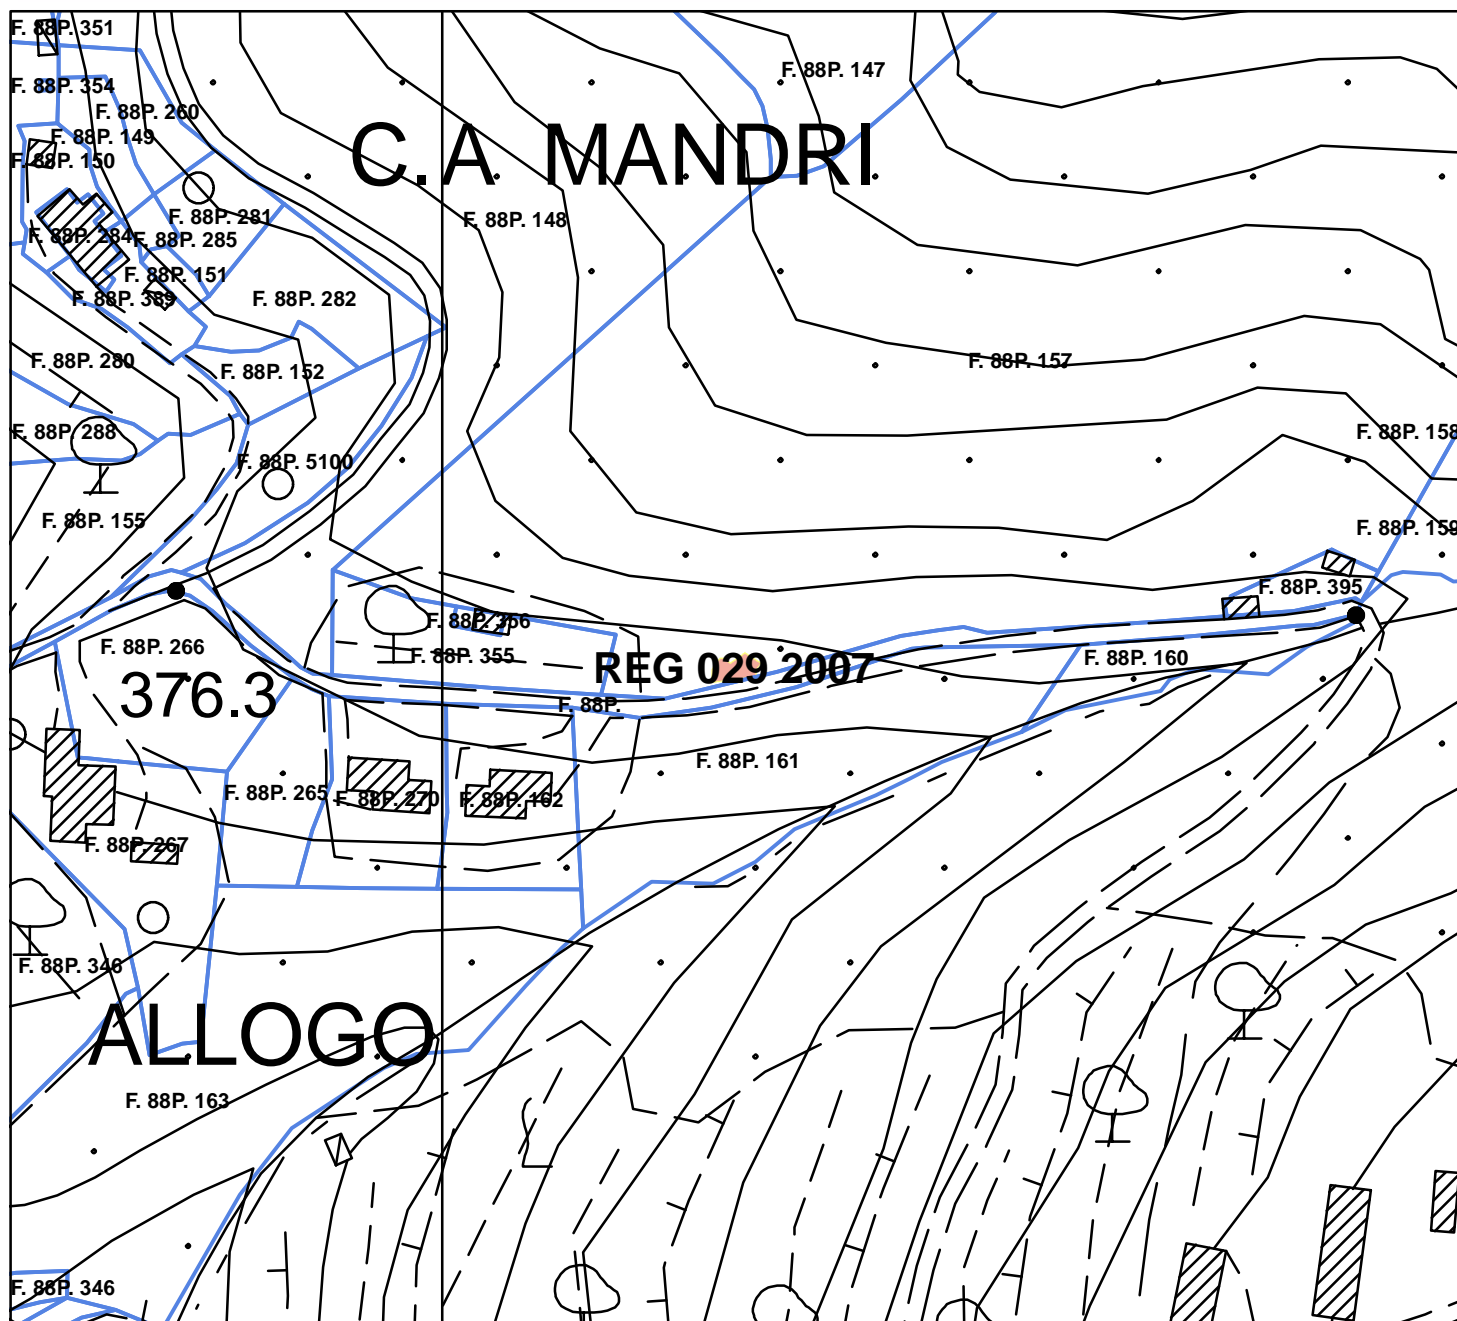 F. 88P. 351
F. 88P. 147
F. 88P. 354
F. 88P. 260
F. 88P. 149
F. 88P. 150
C.A MANDRI
F. 88P. 281
F. 88P. 148
F. 88P. 284
F. 88P. 285
F. 88P. 151
F. 88P. 339
F. 88P. 282
F. 88P. 280
F. 88P. 152
F. 88P. 157
F. 88P. 288
F. 88P. 158
F. 88P. 5100
F. 88P. 155
F. 88P. 159
F. 88P. 395
F. 88P. 356
F. 88P. 266
F. 88P. 355
REG 029 2007
F. 88P. 160
376.3
F. 88P.
F. 88P. 161
F. 88P. 265
F. 88P. 270
F. 88P. 162
F. 88P. 267
F. 88P. 346
ALLOGO
F. 88P. 163
F. 88P. 346